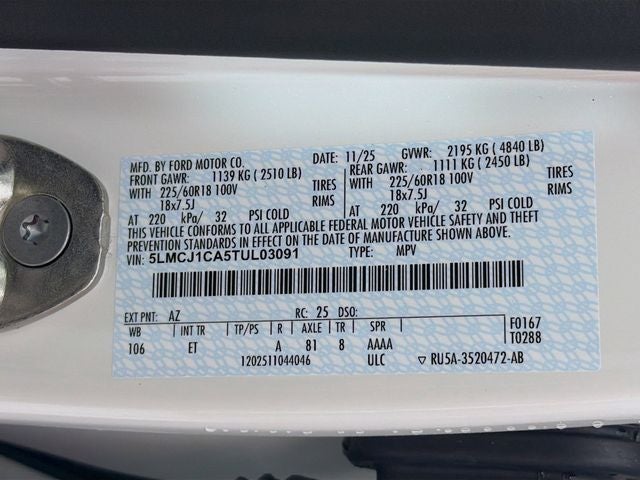 MFD. BY FORD MOTOR CO. DATE: 11/25 GVWR: 2195 KG ( 4840 LB)
FRONT GAWR: 1139 KG ( 2510 LB) REAR GAWR: 1111 KG ( 2450 LB)
WITH 225/60R18 100V TIRES WITH 225/60R18 100V TIRES
18x7.5J RIMS 18x7.5J RIMS
AT 220 kPa/ 32 PSI COLD AT 220 kPa/ 32 PSI COLD
THIS VEHICLE CONFORMS TO ALL APPLICABLE FEDERAL MOTOR VEHICLE SAFETY AND THEFT
PREVENTION STANDARDS IN EFFECT ON THE DATE OF MANUFACTURE SHOWN ABOVE.
VIN: 5LMCJ1CA5TUL03091 TYPE: MPV
EXT PNT: AZ RC: 25 DSO:
WB INT TR TP/PS R AXLE TR SPR F0167
106 ET A 81 8 AAAA T0288
1202511044046 ULC ▽ RU5A-3520472-AB